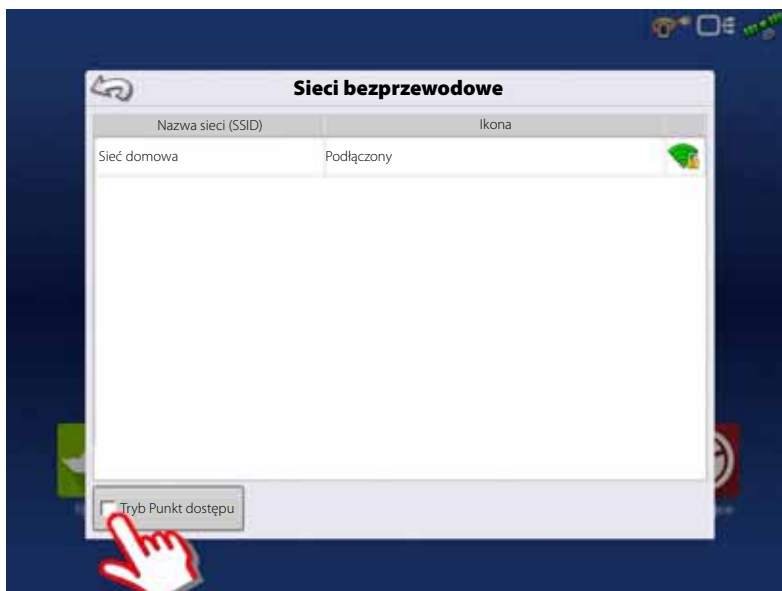 Sieci bezprzewodowe
Nazwa sieci (SSID) Ikona
Sieć domowa Podłączony
Tryb Punkt dostępu